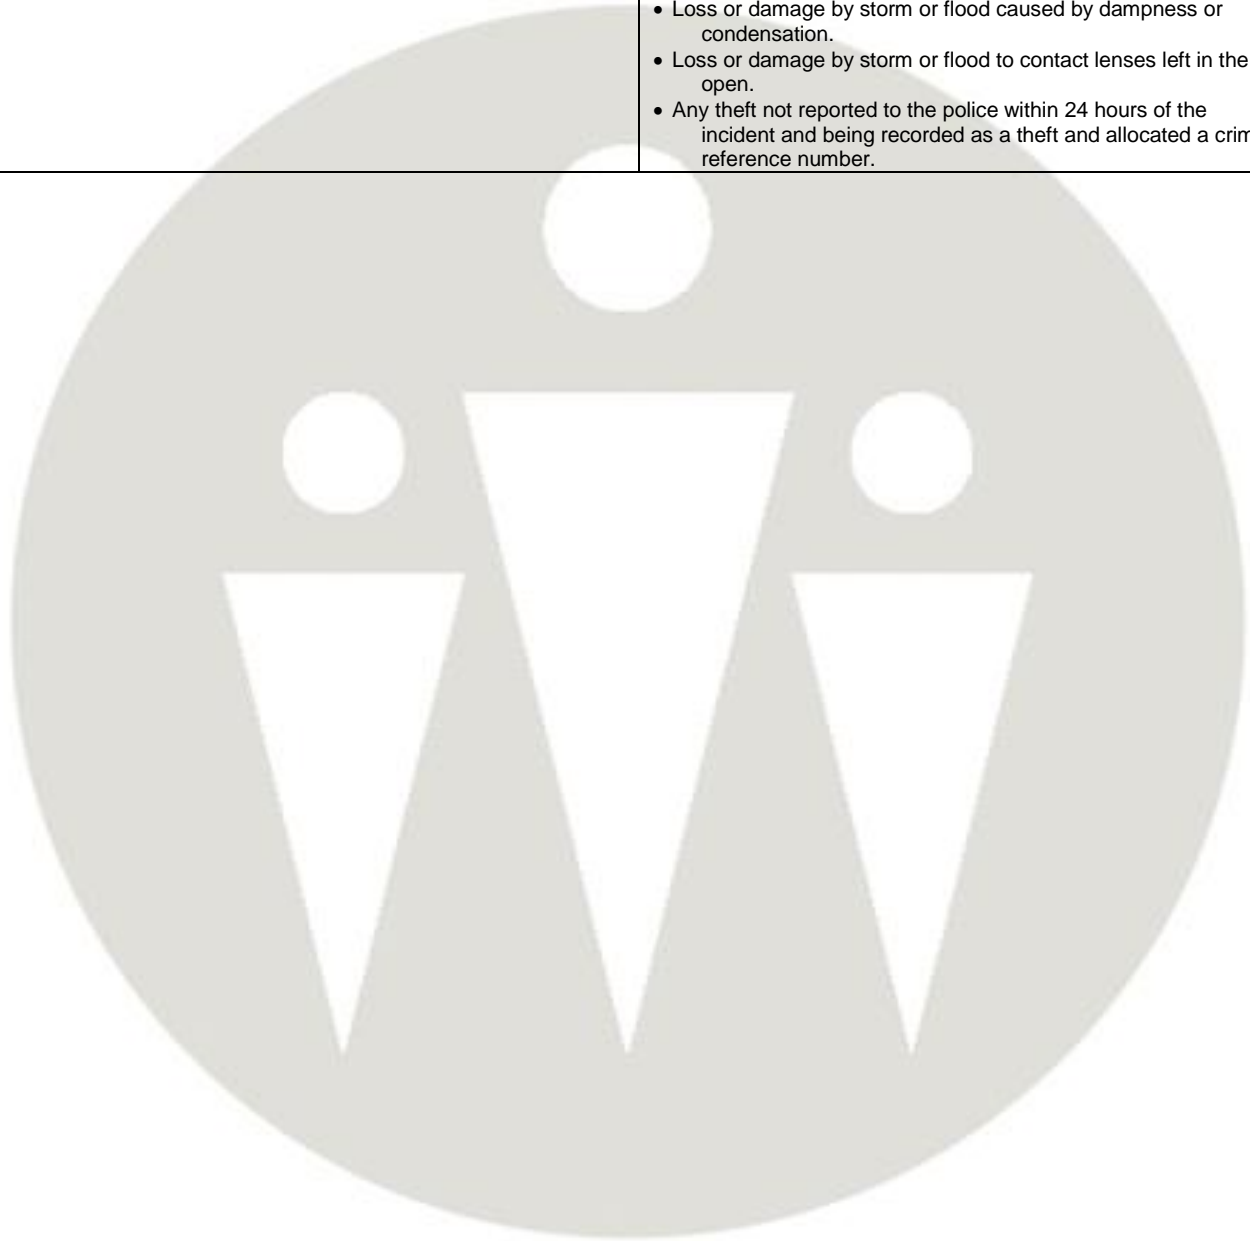 • Loss or damage by storm or flood caused by dampness or
condensation.
• Loss or damage by storm or flood to contact lenses left in the
open.
• Any theft not reported to the police within 24 hours of the
incident and being recorded as a theft and allocated a
reference number.